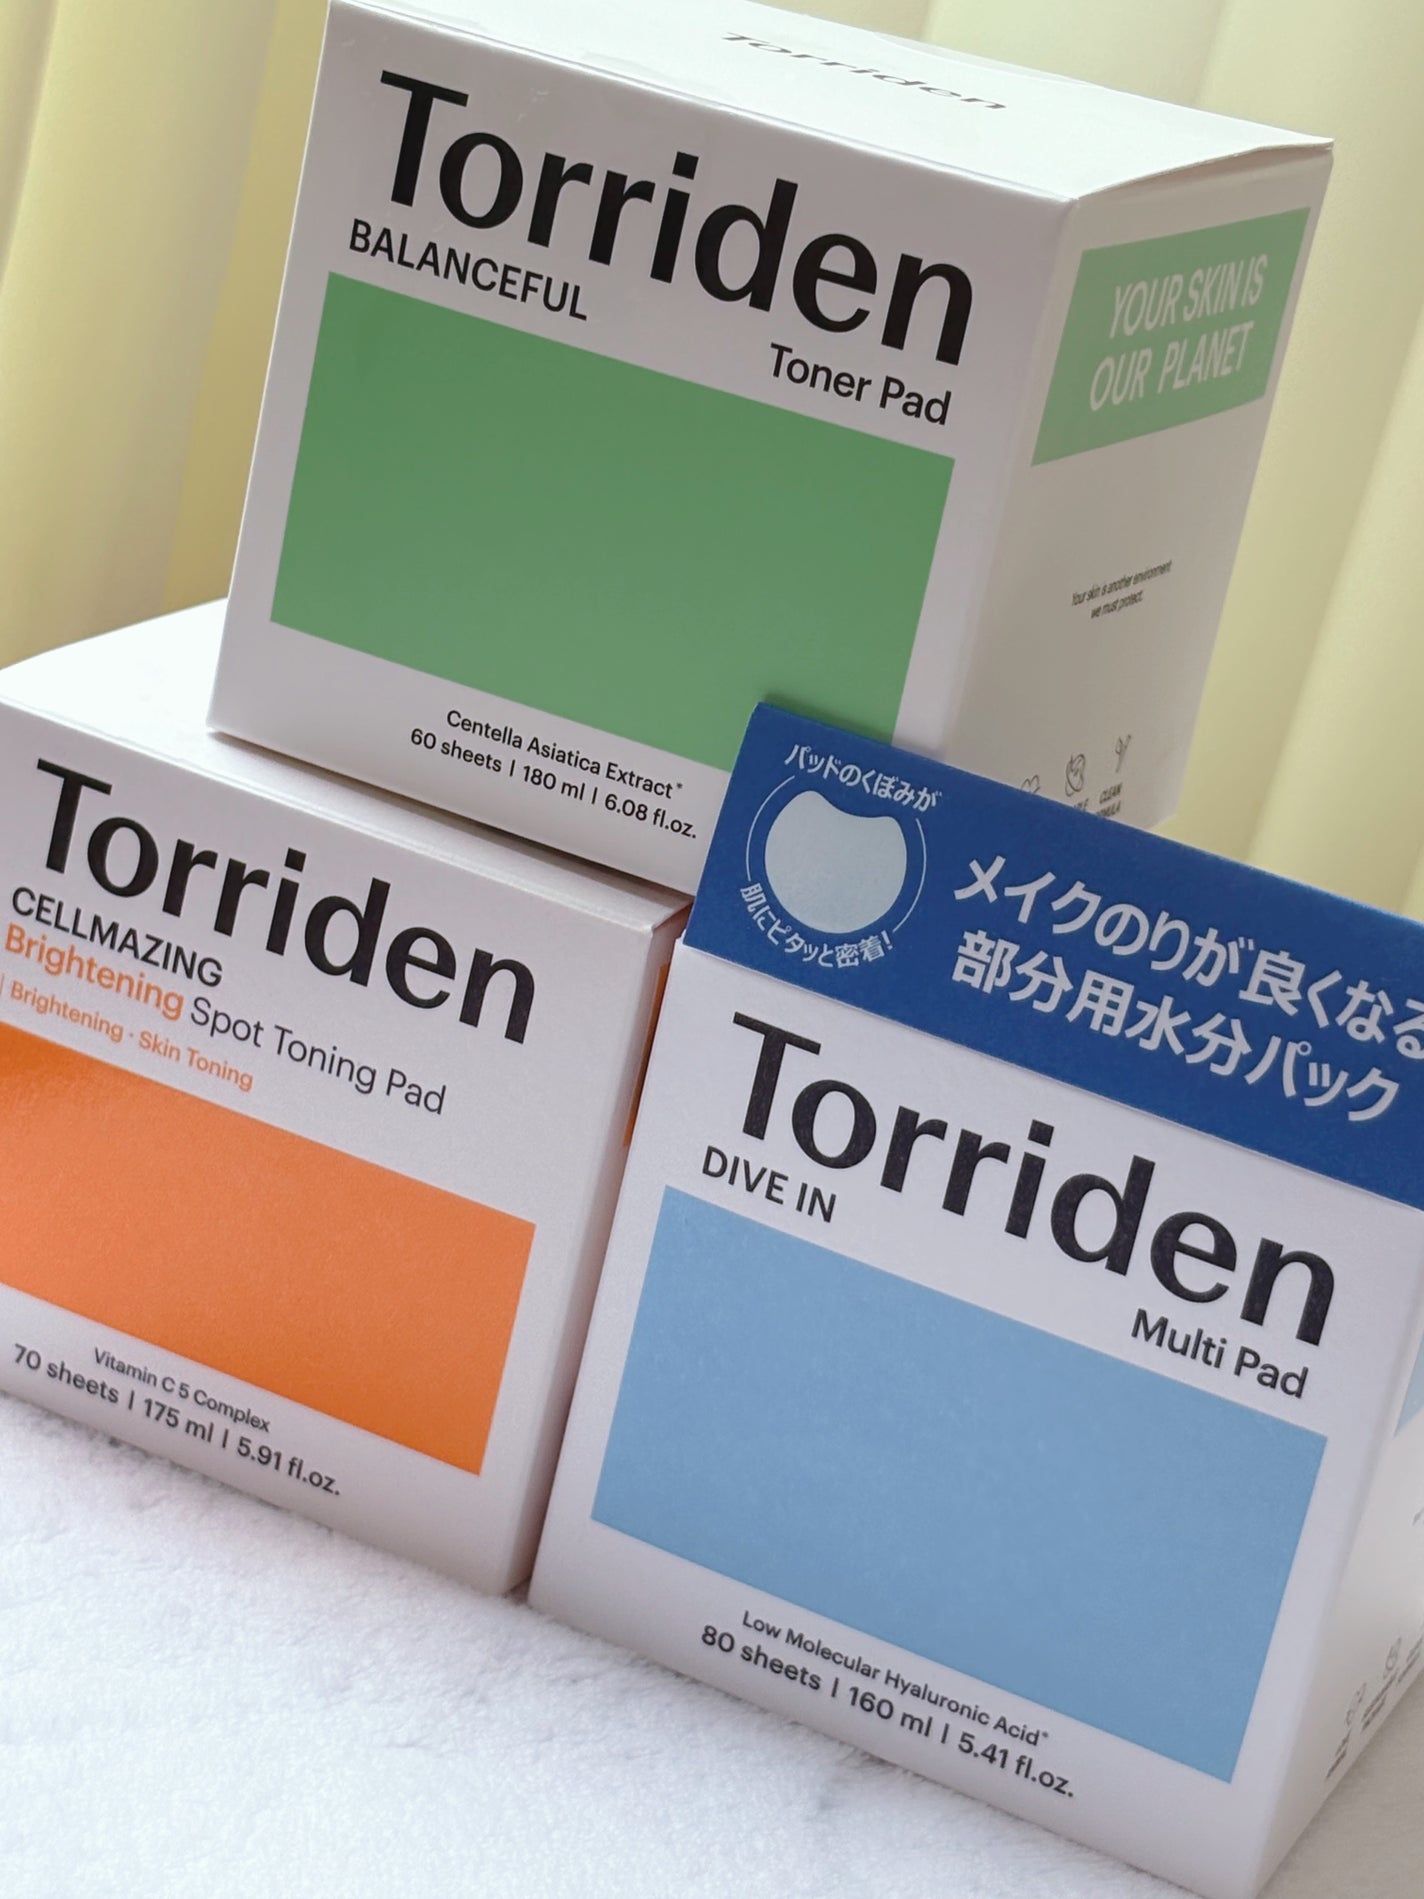 Torriden
Torriden
BALANCEFUL
Toner Pad
Centella Asiatica Extract*
60 sheets | 180 ml | 6.08 fl.oz.
YOUR SKIN IS
OUR PLANET
Your skin is another environment
we must protect.
CLEAN
Torriden
CELLMAZING
Brightening Spot Toning Pad
| Brightening · Skin Toning
Vitamin C 5 Complex
70 sheets | 175 ml | 5.91 fl.oz.
パッドのくぼみが
肌にピタッと密着!
メイクのりが良くなる
部分用水分パック
Torriden
DIVE IN
Multi Pad
Low Molecular Hyaluronic Acid*
80 sheets | 160 ml | 5.41 fl.oz.